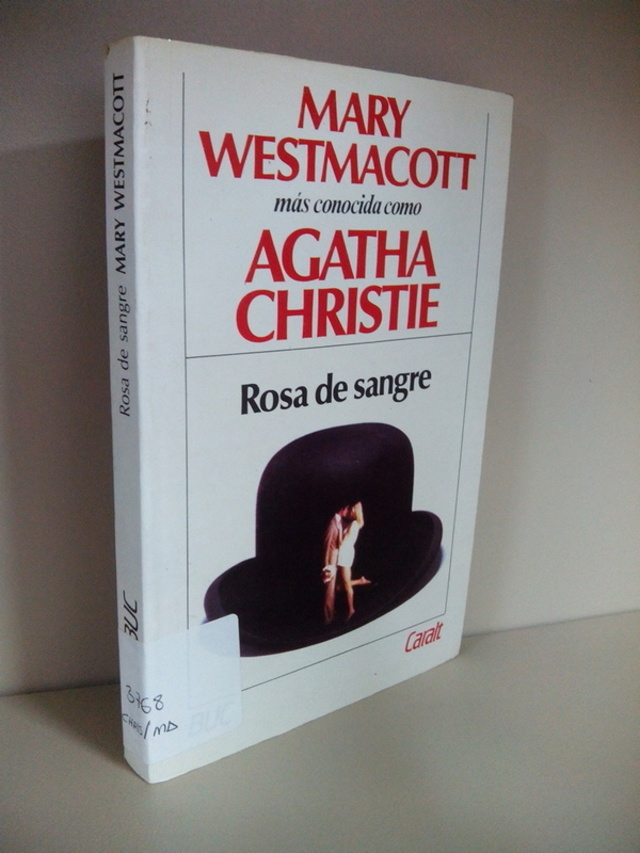 MARY
WESTMACOTT
más conocida como
AGATHA
CHRISTIE
Rosa de sangre
Caralt
Rosa de sangre MARY WESTMACOTT
BUC
3768
BUC